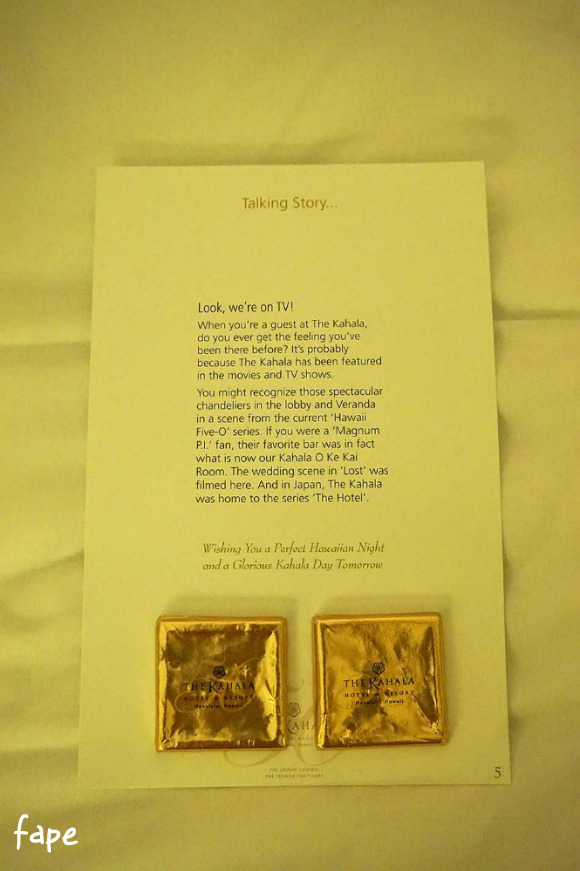 Talking Story...
Look, we're on TV!
When you're a guest at The Kahala,
do you ever get the feeling you've
been there before? It's probably
because The Kahala has been featured
in the movies and TV shows.
You might recognize those spectacular
chandeliers in the lobby and Veranda
in a scene from the current 'Hawaii
Five-O' series. If you were a 'Magnum
P.I.' fan, their favorite bar was in fact
what is now our Kahala O Ke Kai
Room. The wedding scene in 'Lost' was
filmed here. And in Japan, The Kahala
was home to the series 'The Hotel'.
Wishing You a Perfect Hawaiian Night
and a Glorious Kahala Day Tomorrow
THE KAHALA
HOTEL & RESORT
Honolulu, Hawaii
THE KAHALA
HOTEL & RESORT
Honolulu, Hawaii
5
fape